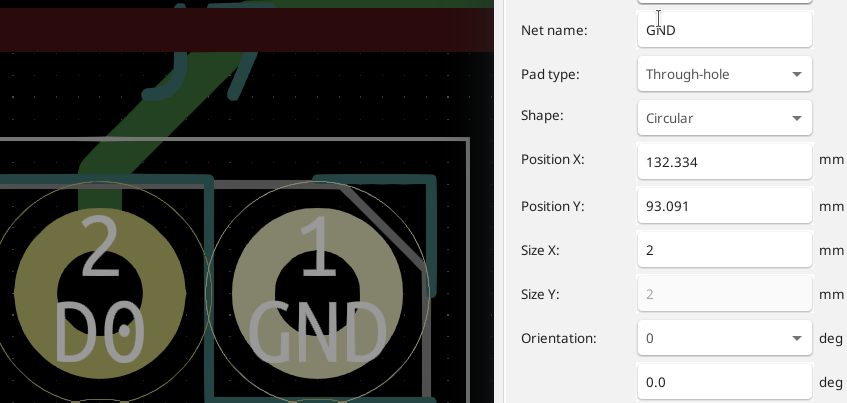 2
D0
1
GND
Net name: GND
Pad type: Through-hole
Shape: Circular
Position X: 132.334 mm
Position Y: 93.091 mm
Size X: 2 mm
Size Y: 2 mm
Orientation: 0 deg
0.0 deg